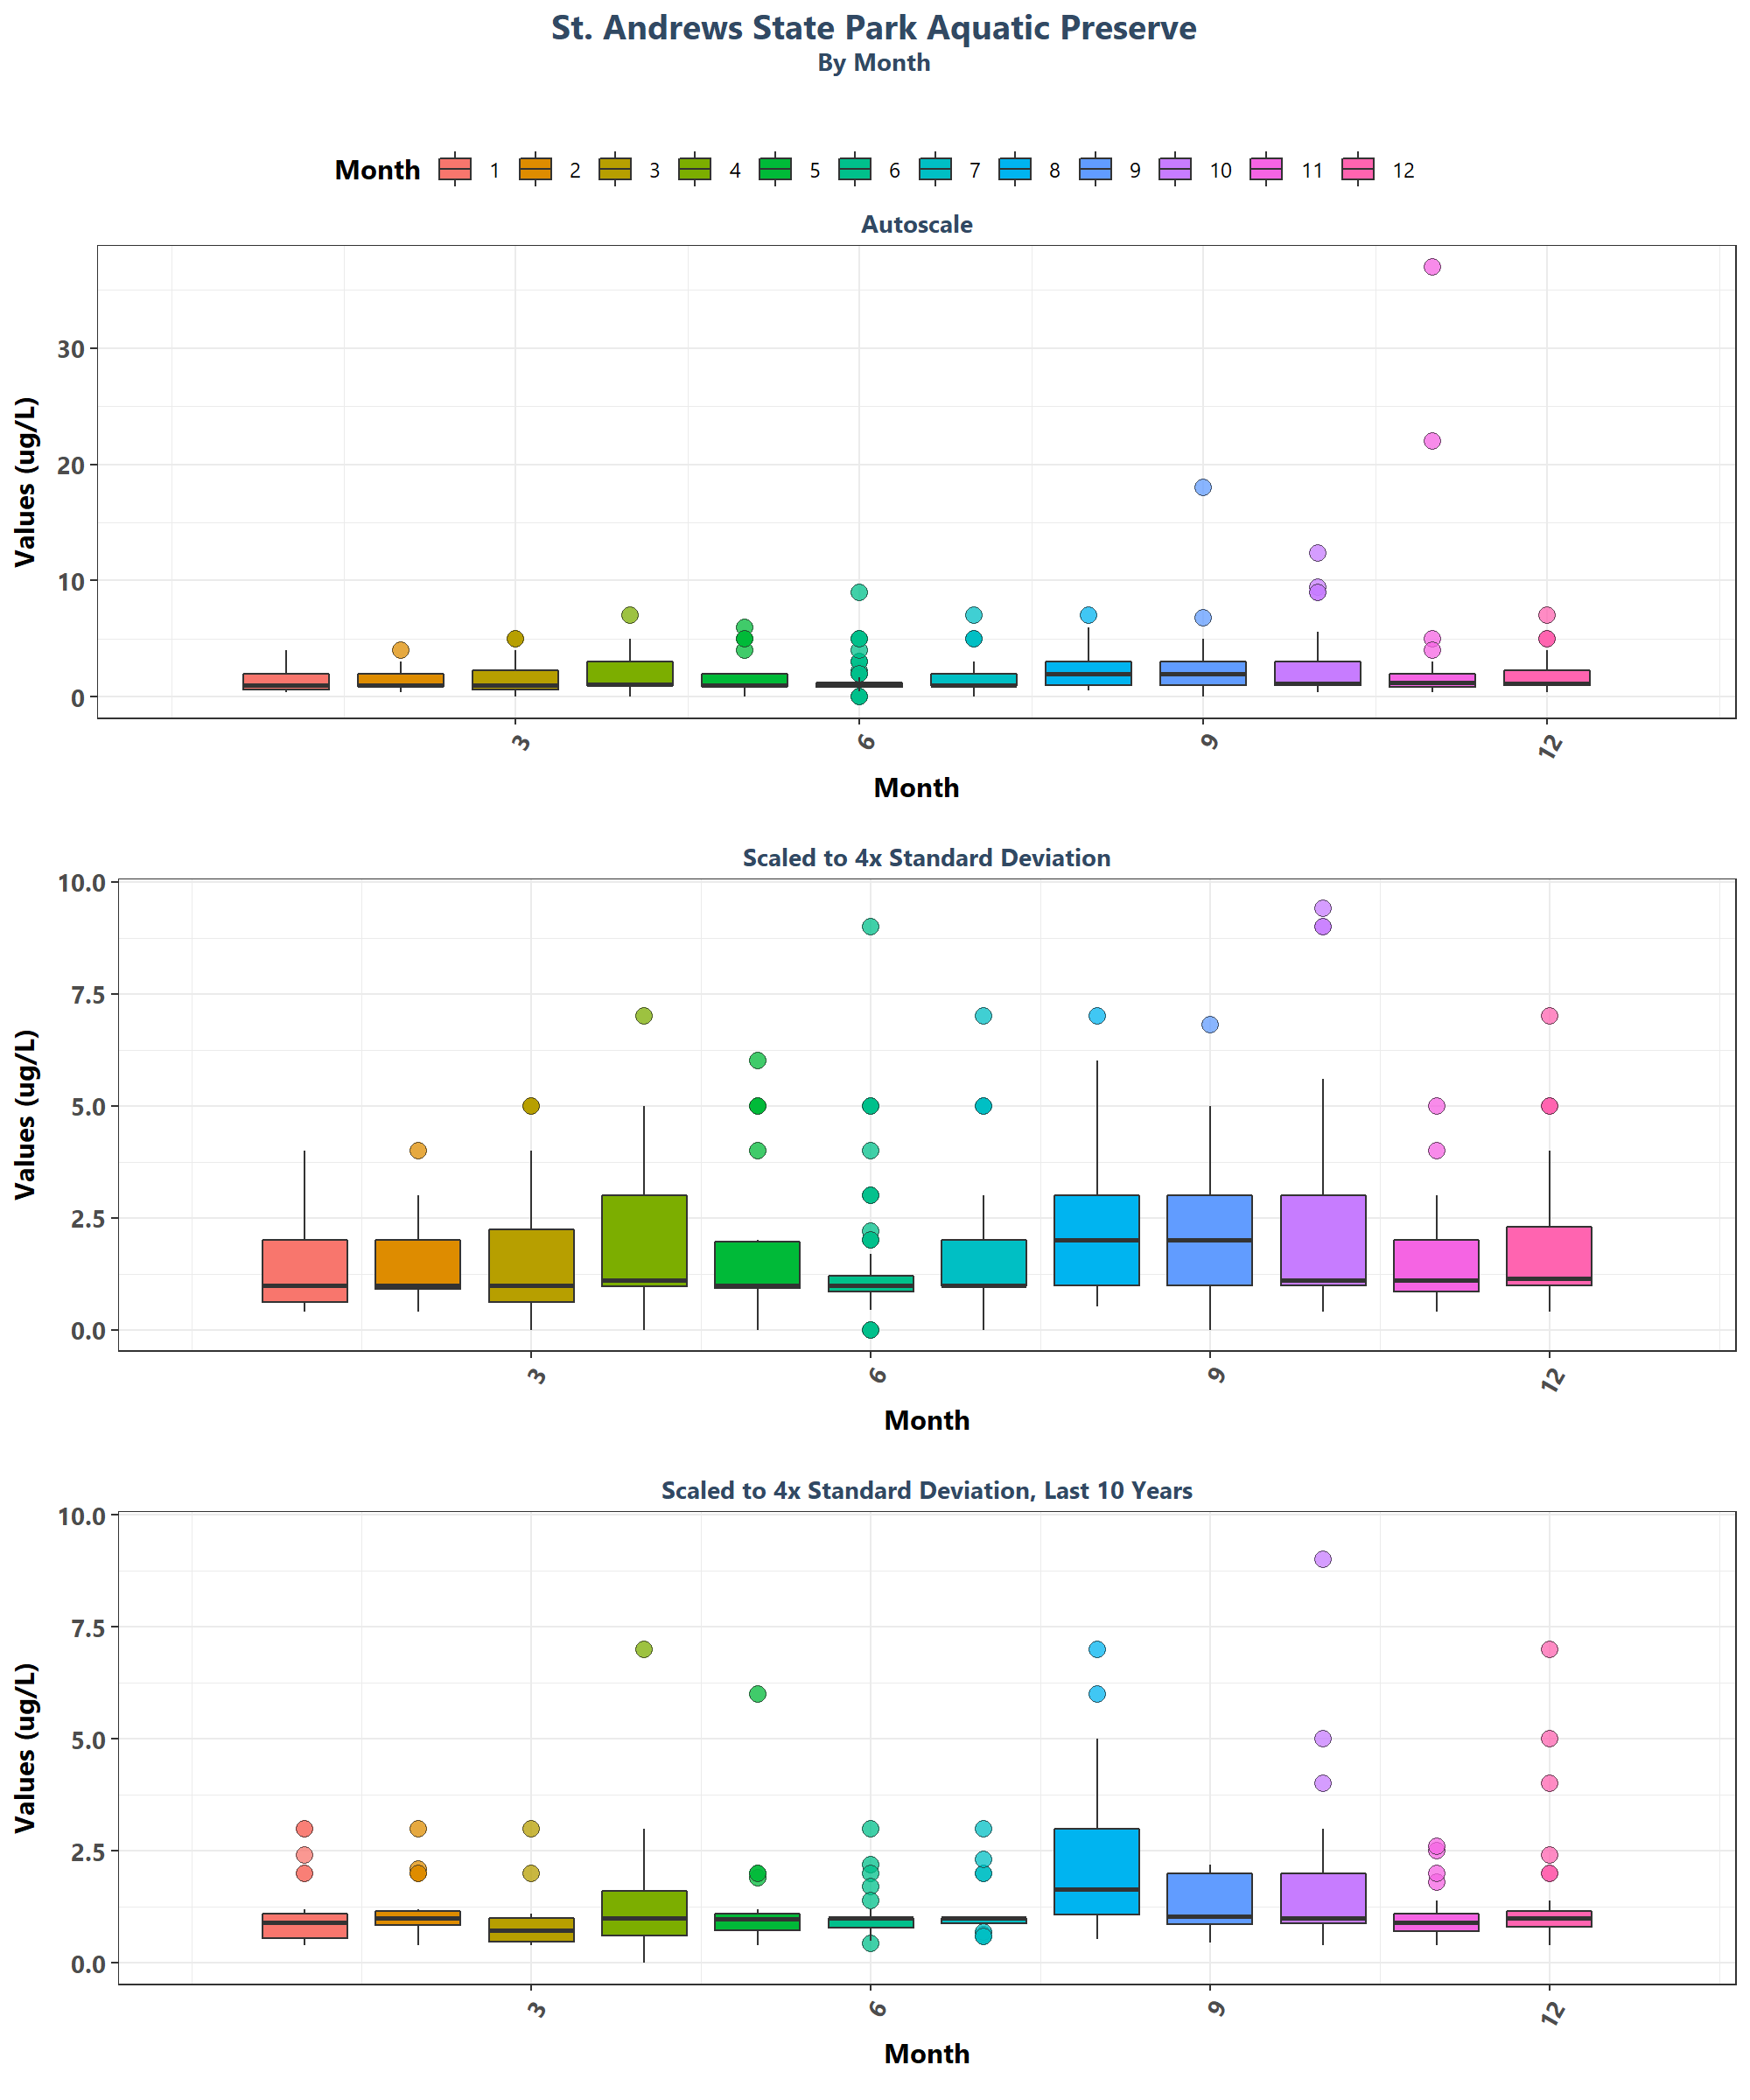 St. Andrews State Park Aquatic Preserve
By Month
Month 1 2 3 4 5 6 7 8 9 10 11 12
Autoscale
Values (ug/L)
30
20
10
0
3 6 9 12
Month
Scaled to 4x Standard Deviation
Values (ug/L)
10.0
7.5
5.0
2.5
0.0
3 6 9 12
Month
Scaled to 4x Standard Deviation, Last 10 Years
Values (ug/L)
10.0
7.5
5.0
2.5
0.0
3 6 9 12
Month